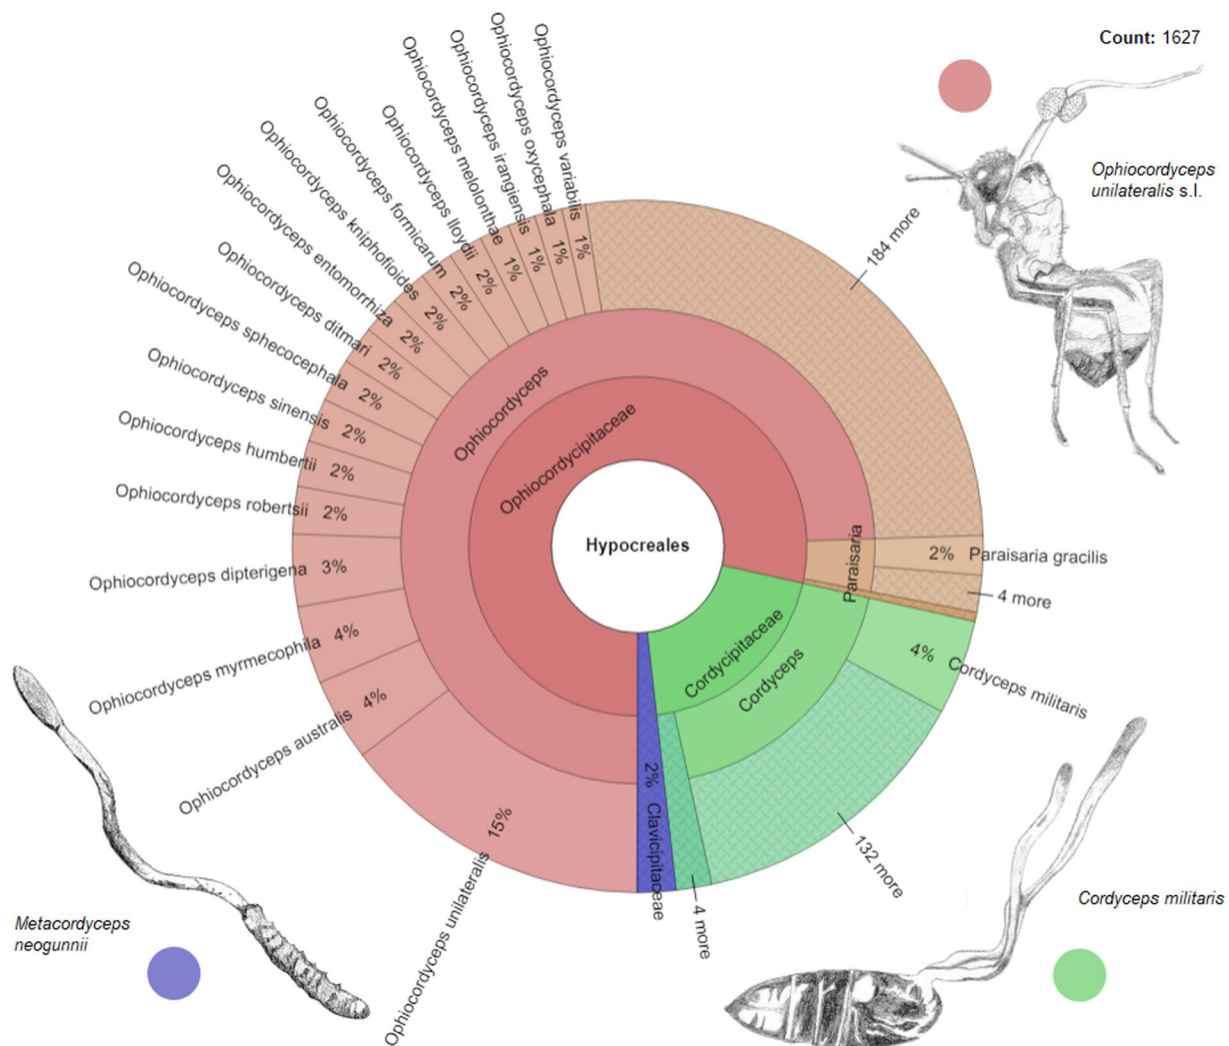 Count: 1627
Ophiocordyceps
unilateralis s.l.
Ophiocordyceps variabilis 1%
Ophiocordyceps oxycephala 1%
Ophiocordyceps irangiensis 1%
Ophiocordyceps melolonthae 1%
Ophiocordyceps lloydii 2%
Ophiocordyceps formicarum 2%
Ophiocordyceps kniphofioides 2%
Ophiocordyceps entomorrhiza 2%
Ophiocordyceps ditmari 2%
Ophiocordyceps sphecocephala 2%
Ophiocordyceps sinensis 2%
Ophiocordyceps humbertii 2%
Ophiocordyceps robertsii 2%
Ophiocordyceps dipterigena 3%
Ophiocordyceps myrmecophila 4%
Ophiocordyceps australis 4%
Ophiocordyceps unilateralis 15%
184 more
Ophiocordyceps
Ophiocordycipitaceae
Hypocreales
Paraisaria
2% Paraisaria gracilis
4 more
Cordycipitaceae
Cordyceps
4% Cordyceps militaris
132 more
4 more
2% Clavicipitaceae
Metacordyceps
neogunnii
Cordyceps militaris